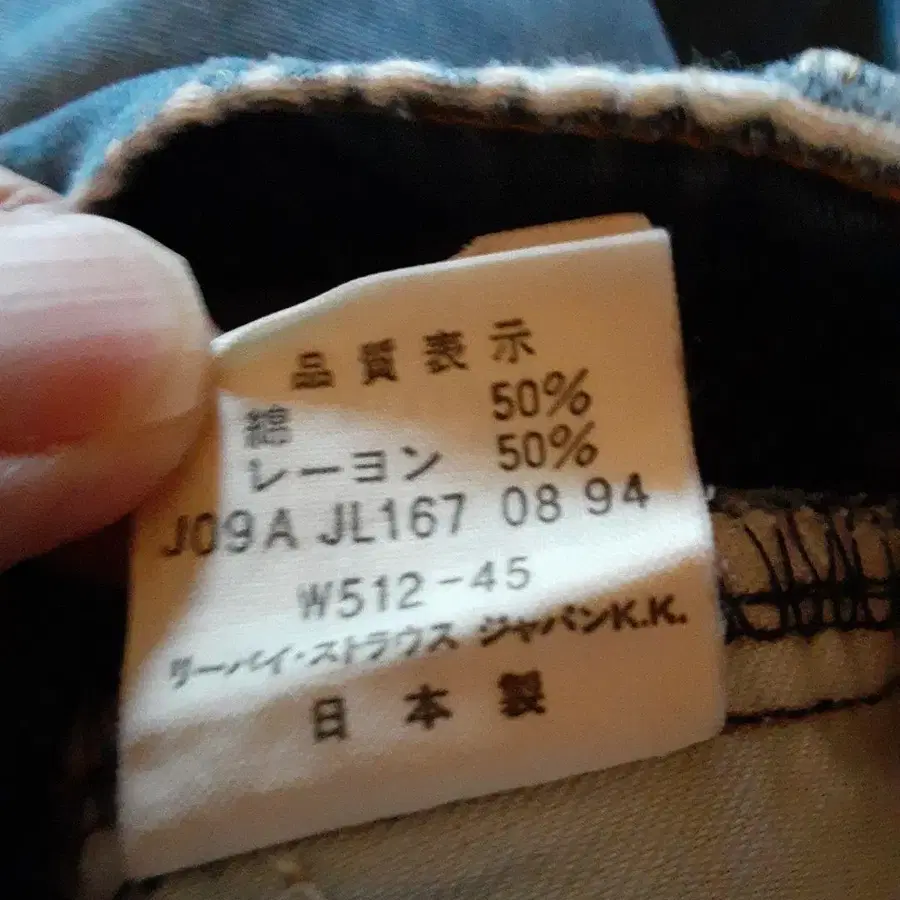 品質表示
綿 50%
レーヨン 50%
J09A JL167 08 94
W512-45
リーバイ・ストラウス ジャパンK.K.
日本製